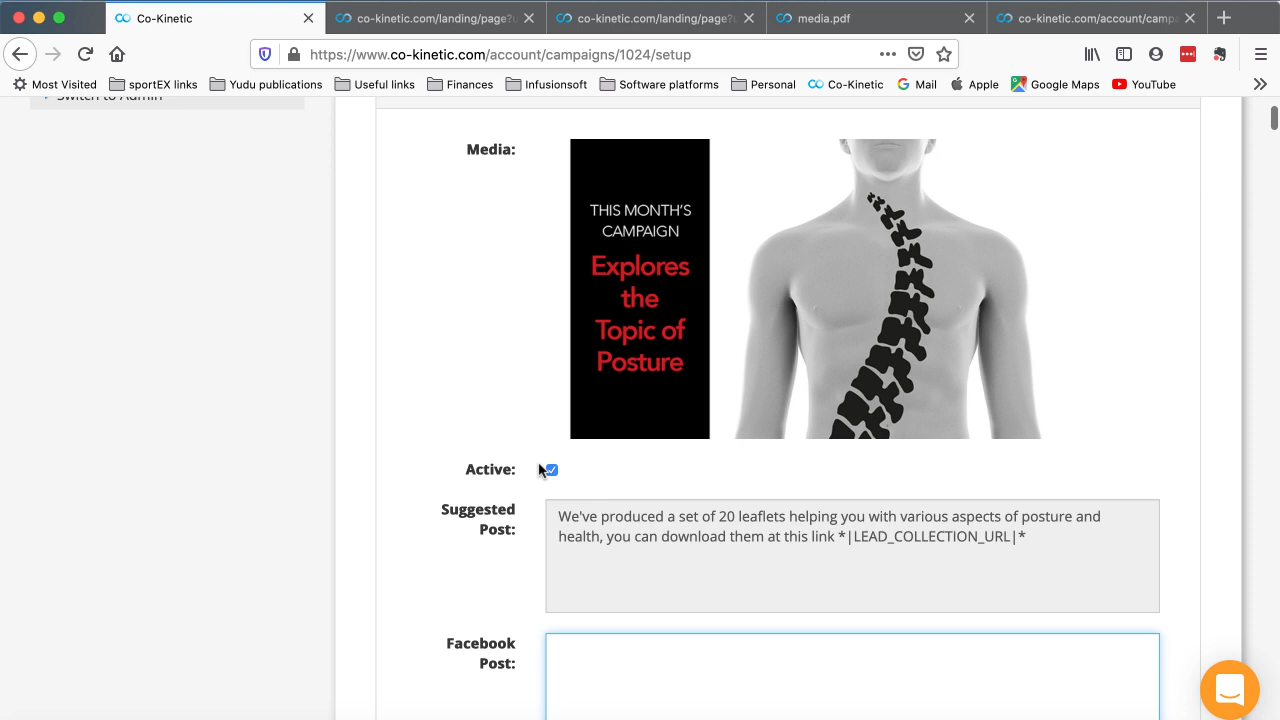 Co-Kinetic
co-kinetic.com/landing/page?
co-kinetic.com/landing/page?
media.pdf
co-kinetic.com/account/camp
https://www.co-kinetic.com/account/campaigns/1024/setup
Most Visited
sportEX links
Yudu publications
Useful links
Finances
Infusionsoft
Software platforms
Personal
Co-Kinetic
Mail
Apple
Google Maps
YouTube
Switch to Admin
Media:
THIS MONTH'S
CAMPAIGN
Explores
the
Topic of
Posture
Active:
Suggested
Post:
We've produced a set of 20 leaflets helping you with various aspects of posture and
health, you can download them at this link *|LEAD_COLLECTION_URL|*
Facebook
Post: